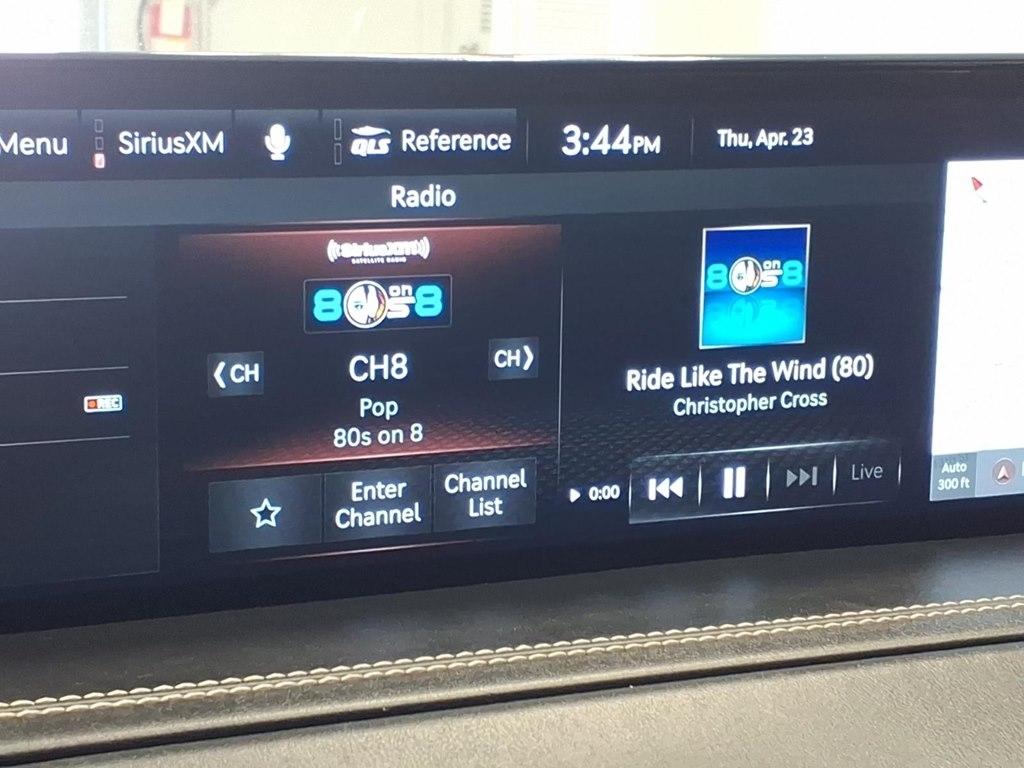 Menu
SiriusXM
QLS Reference
3:44PM
Thu, Apr. 23
Radio
SiriusXM
SATELLITE RADIO
80s on 8
CH
CH8
CH
Pop
80s on 8
Enter
Channel
Channel
List
REC
80s on 8
Ride Like The Wind (80)
Christopher Cross
0:00
Live
Auto
300 ft